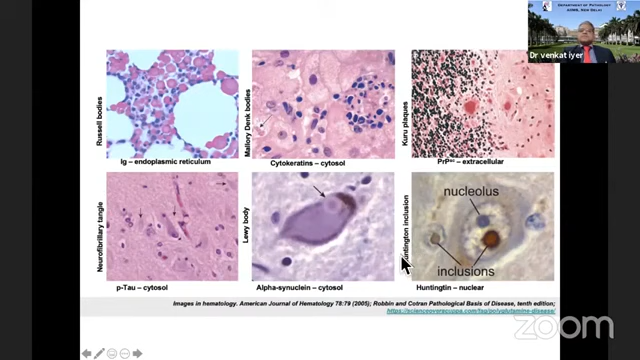 DEPARTMENT OF PATHOLOGY
AIIMS, NEW DELHI
Dr venkat iyer
Russell bodies
Ig – endoplasmic reticulum
Mallory Denk bodies
Cytokeratins – cytosol
Kuru plaques
PrPsc – extracellular
Neurofibrillary tangle
p-Tau – cytosol
Lewy body
Alpha-synuclein – cytosol
inclusion
nucleolus
inclusions
Huntingtin – nuclear
Images in hematology. American Journal of Hematology 78:79 (2005); Robbin and Cotran Pathological Basis of Disease, tenth edition;
https://scienceoveracuppa.com/tag/polyglutamine-disease/
zoom